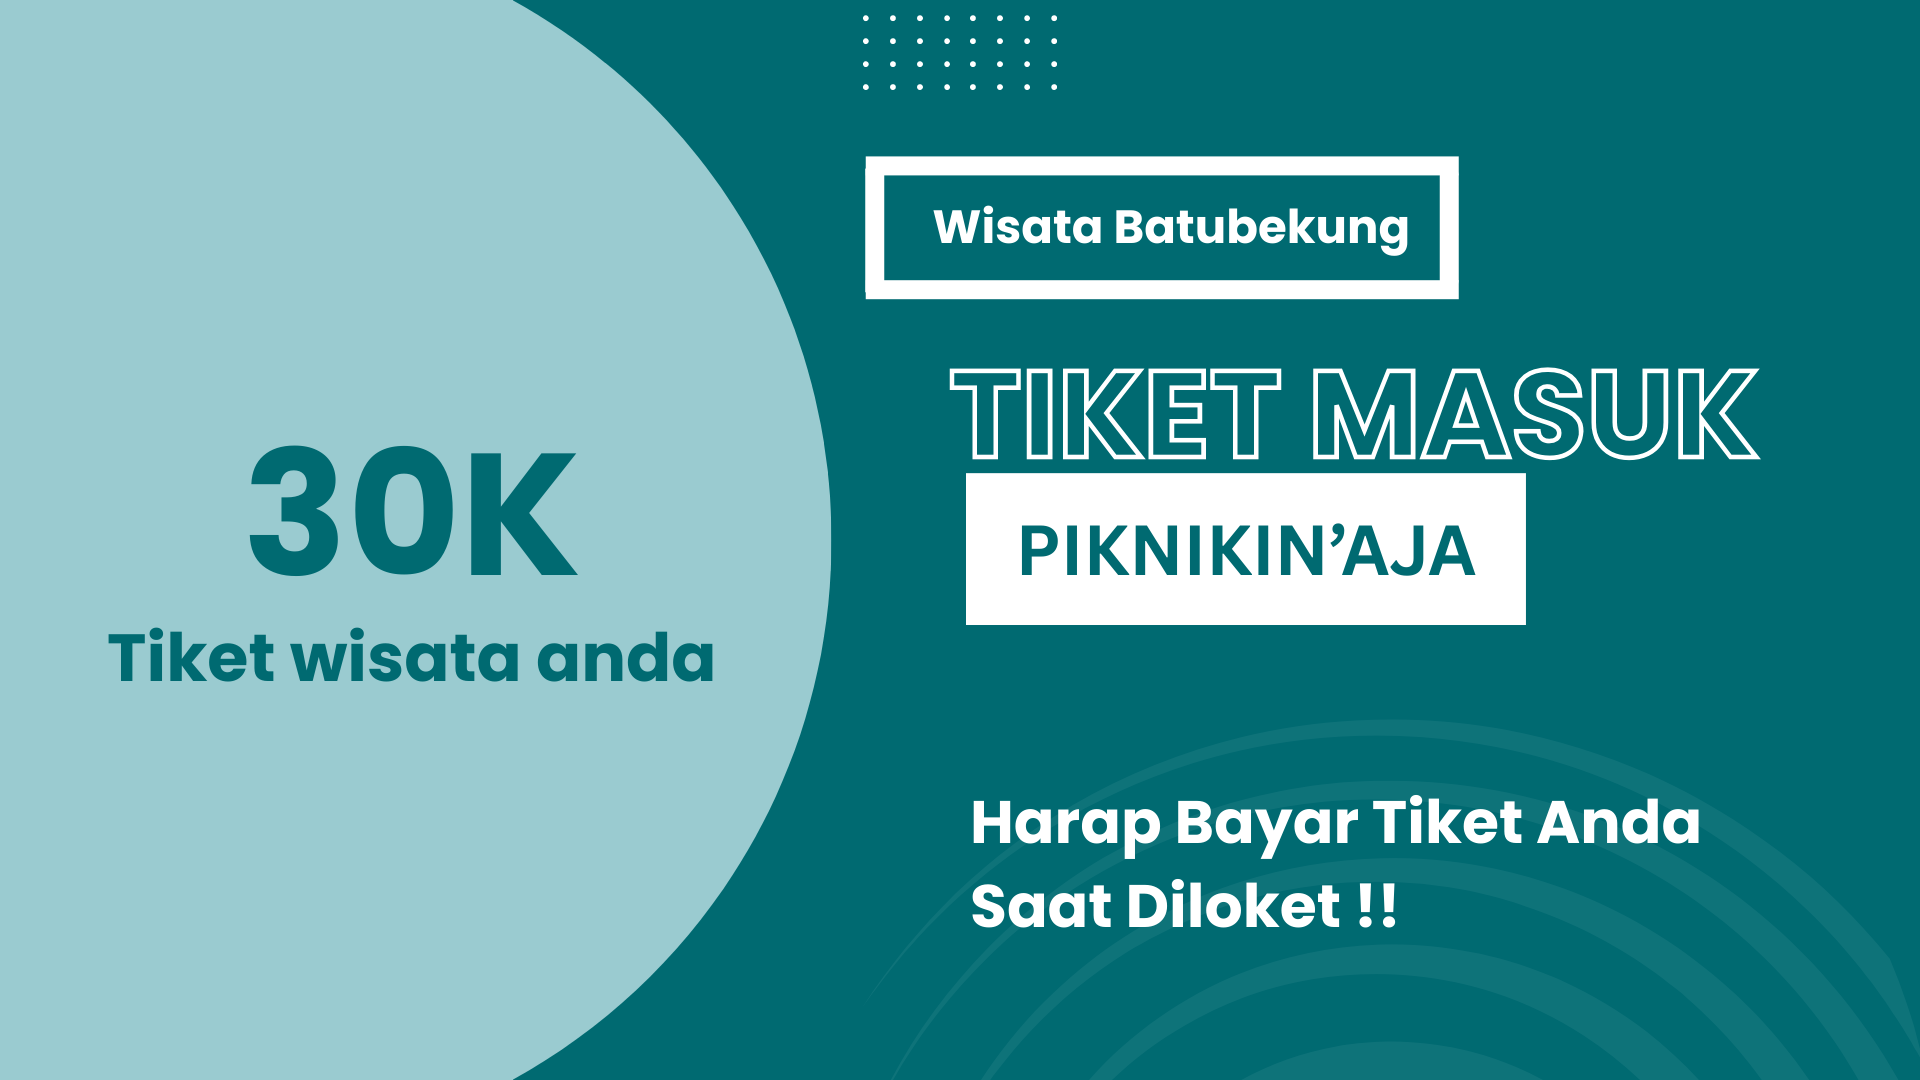 30K
Tiket wisata anda
Wisata Batubekung
TIKET MASUK
PIKNIKIN’AJA
Harap Bayar Tiket Anda
Saat Diloket !!